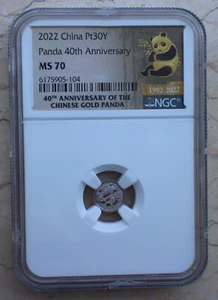 2022 China Pt30Y
Panda 40th Anniversary
MS 70
6175905-104
1982-2022
40TH ANNIVERSARY OF THE
CHINESE GOLD PANDA
NGC